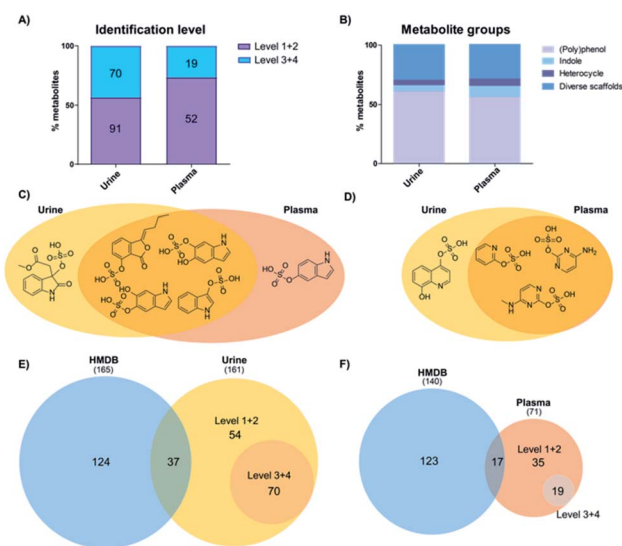 A)
Identification level
100
50
0
% metabolites
70
91
19
52
Urine
Plasma
Level 1+2
Level 3+4
B)
Metabolite groups
100
50
0
% metabolites
Urine
Plasma
(Poly)phenol
Indole
Heterocycle
Diverse scaffolds
C)
Urine
Plasma
D)
Urine
Plasma
E)
HMDB
(165)
Urine
(161)
124
37
Level 1+2
54
Level 3+4
70
F)
HMDB
(140)
Plasma
(71)
123
17
Level 1+2
35
19
Level 3+4